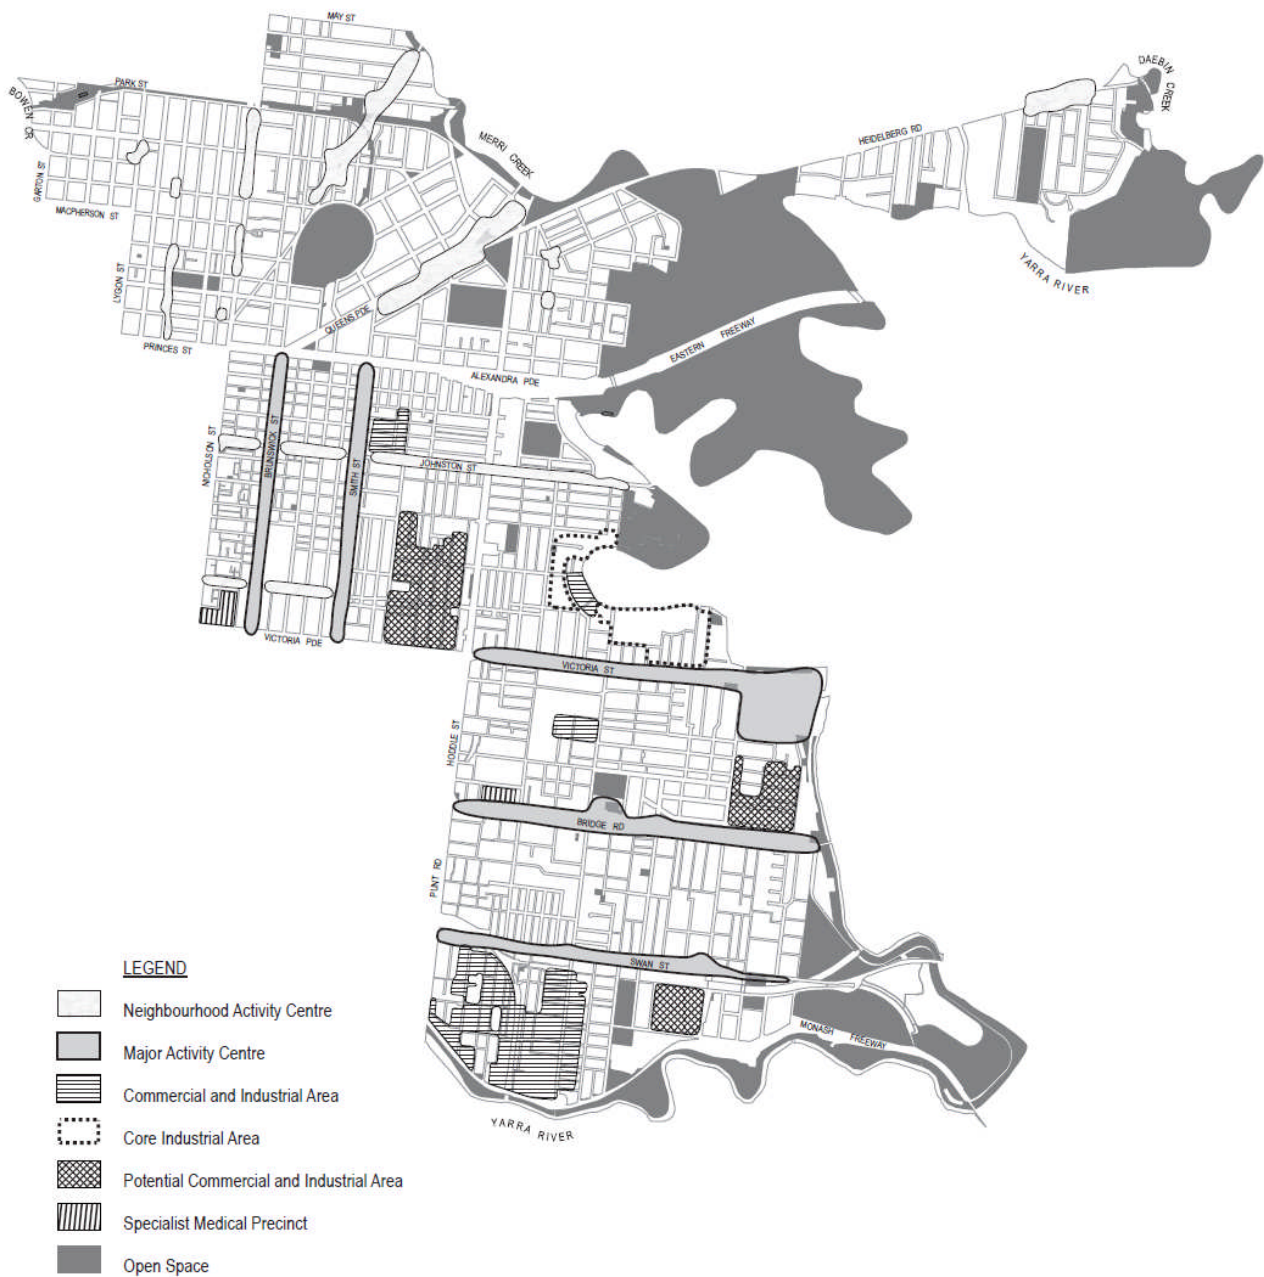 MAY ST
PARK ST
BOWEN CR
DAEBIN
CREEK
HEIDELBERG RD
MERRI CREEK
GARTON ST
MACPHERSON ST
YARRA RIVER
LYGON ST
QUEENS PDE
PRINCES ST
EASTERN FREEWAY
ALEXANDRA PDE
NICHOLSON ST
BRUNSWICK ST
SMITH ST
JOHNSTON ST
VICTORIA PDE
VICTORIA ST
HODDLE ST
BRIDGE RD
PUNT RD
SWAN ST
MONASH FREEWAY
YARRA RIVER
LEGEND
Neighbourhood Activity Centre
Major Activity Centre
Commercial and Industrial Area
Core Industrial Area
Potential Commercial and Industrial Area
Specialist Medical Precinct
Open Space